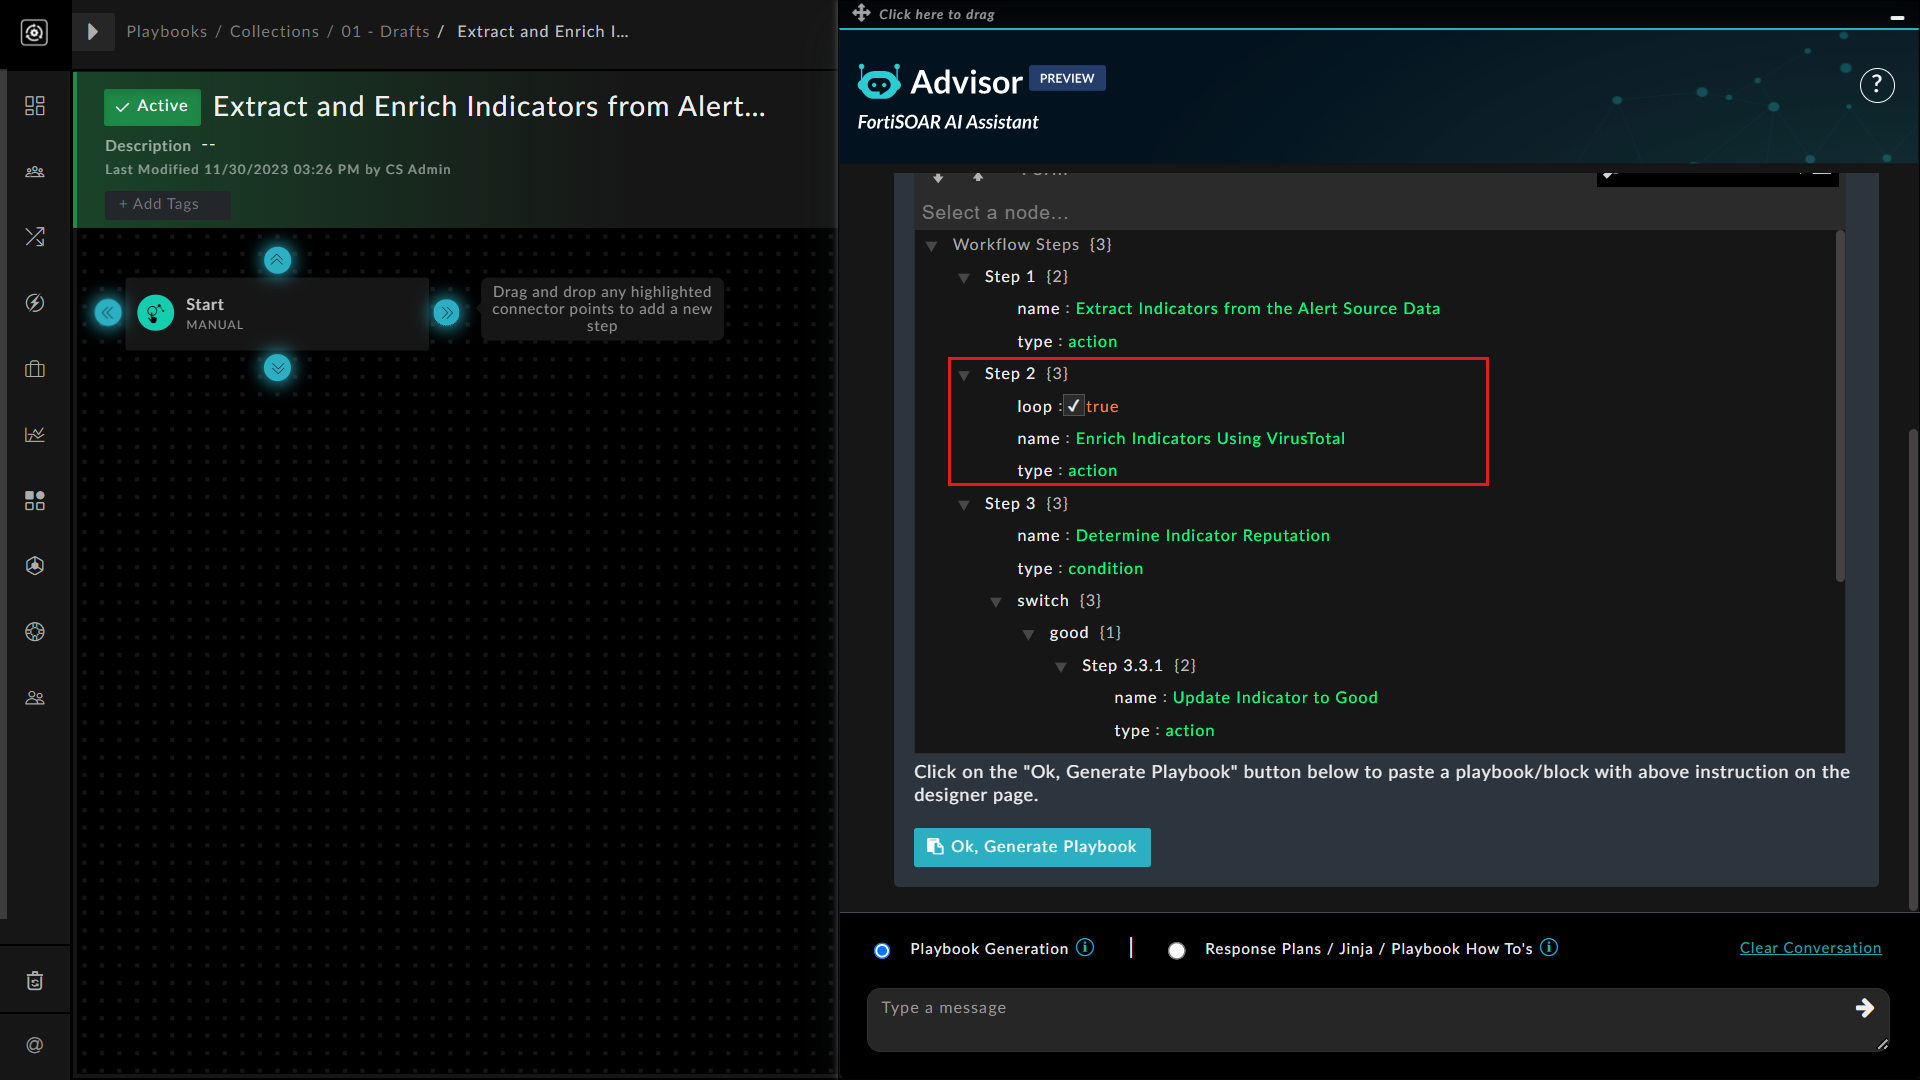 Playbooks / Collections / 01 - Drafts / Extract and Enrich I...
Active Extract and Enrich Indicators from Alert...
Description --
Last Modified 11/30/2023 03:26 PM by CS Admin
+ Add Tags
Start
MANUAL
Drag and drop any highlighted
connector points to add a new
step
@
Click here to drag
Advisor PREVIEW
FortiSOAR AI Assistant
?
Select a node...
Workflow Steps {3}
Step 1 {2}
name : Extract Indicators from the Alert Source Data
type : action
Step 2 {3}
loop : true
name : Enrich Indicators Using VirusTotal
type : action
Step 3 {3}
name : Determine Indicator Reputation
type : condition
switch {3}
good {1}
Step 3.3.1 {2}
name : Update Indicator to Good
type : action
Click on the "Ok, Generate Playbook" button below to paste a playbook/block with above instruction on the
designer page.
Ok, Generate Playbook
Playbook Generation | Response Plans / Jinja / Playbook How To's Clear Conversation
Type a message